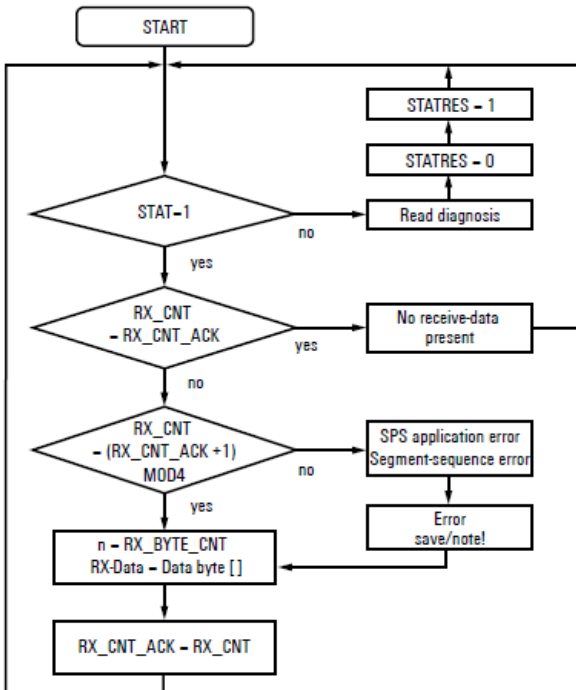 START
STATRES – 1
STATRES – 0
STAT–1
Read diagnosis
no
yes
RX_CNT
– RX_CNT_ACK
No receive-data
present
yes
no
RX_CNT
– (RX_CNT_ACK +1)
MOD4
SPS application error
Segment-sequence error
no
yes
Error
save/note!
n – RX_BYTE_CNT
RX-Data – Data byte [ ]
RX_CNT_ACK – RX_CNT